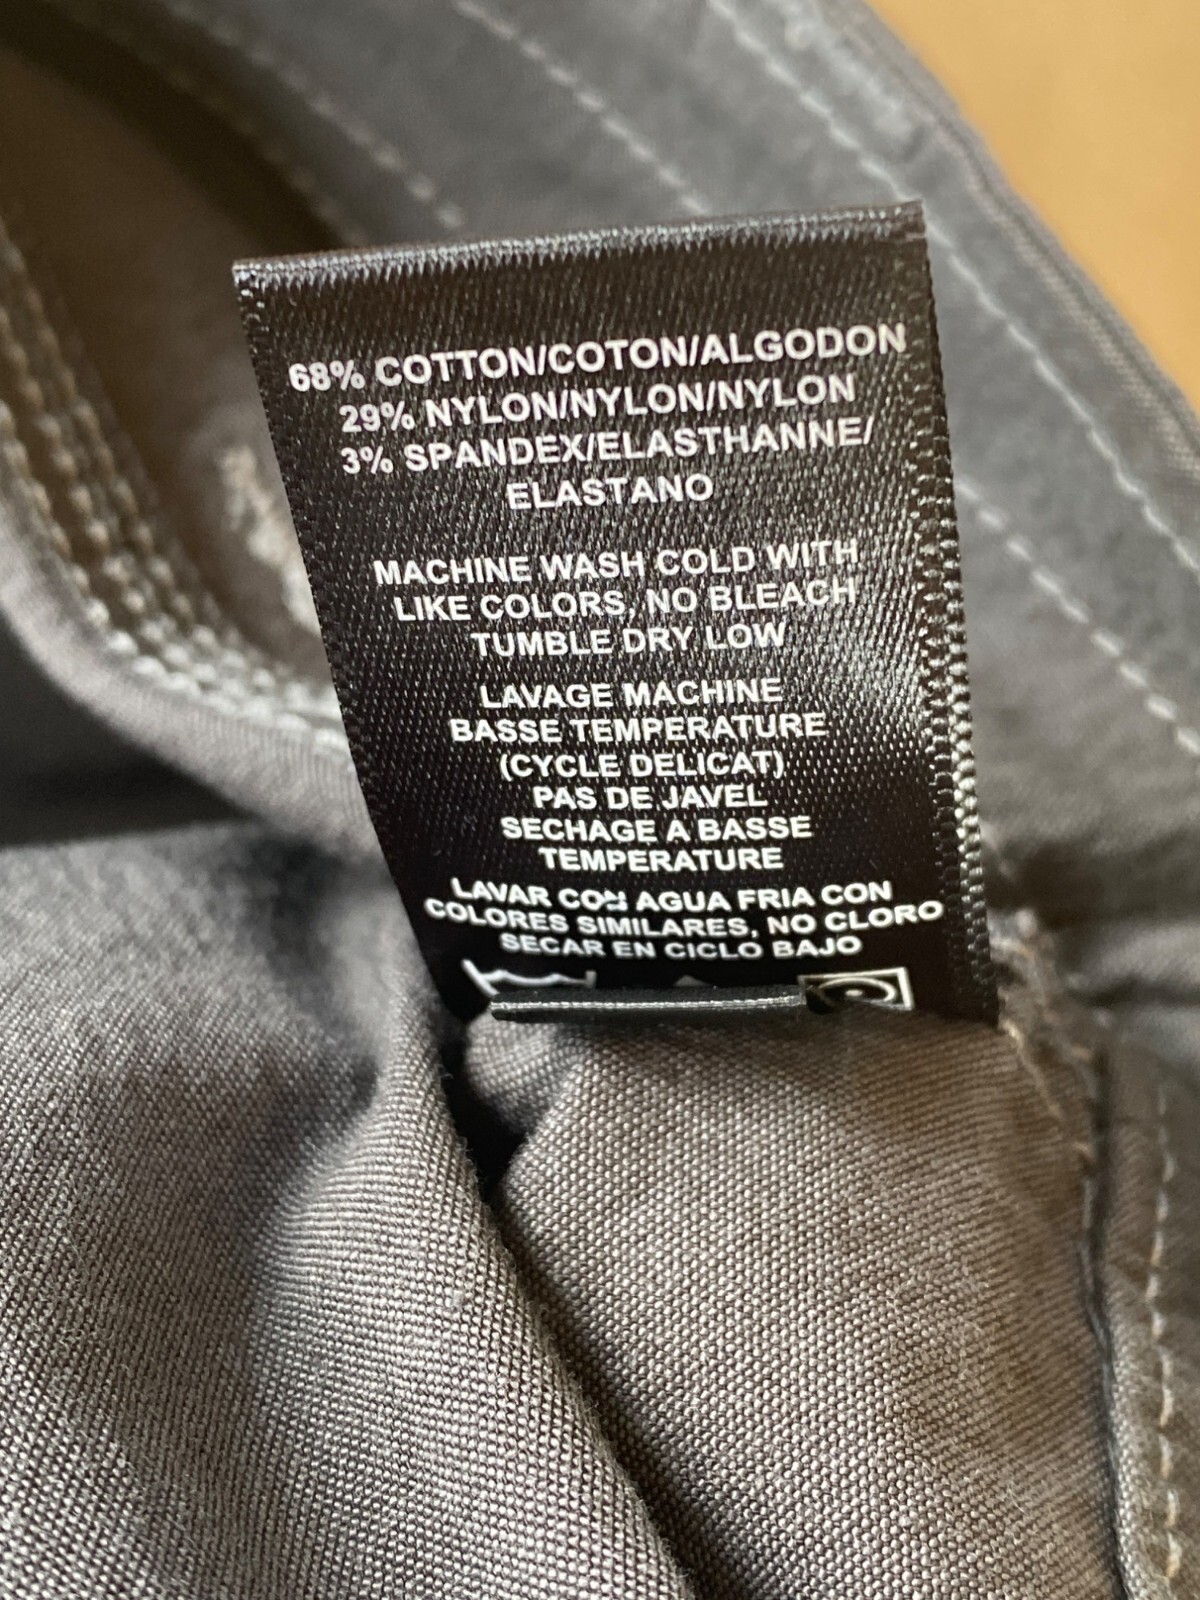 68% COTTON/COTON/ALGODON
29% NYLON/NYLON/NYLON
3% SPANDEX/ELASTHANNE/
ELASTANO
MACHINE WASH COLD WITH
LIKE COLORS, NO BLEACH
TUMBLE DRY LOW
LAVAGE MACHINE
BASSE TEMPERATURE
(CYCLE DELICAT)
PAS DE JAVEL
SECHAGE A BASSE
TEMPERATURE
LAVAR CON AGUA FRIA CON
COLORES SIMILARES, NO CLORO
SECAR EN CICLO BAJO